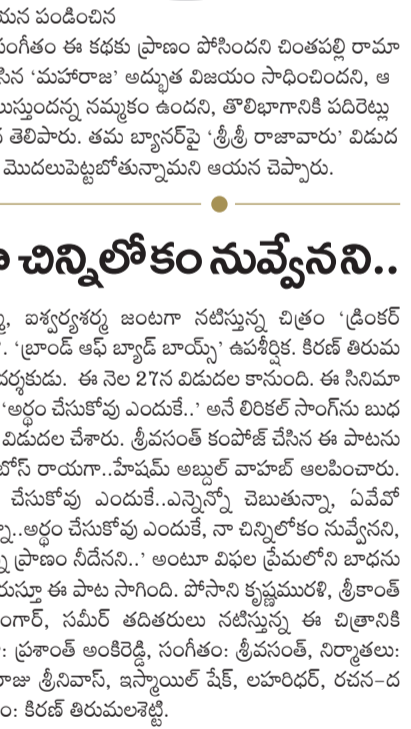 యన పండించిన
సంగీతం ఈ కథకు ప్రాణం పోసిందని చింతపల్లి రామా
సిన ‘మహారాజ’ అద్భుత విజయం సాధించిందని, ఆ
లుస్తుందన్న నమ్మకం ఉందని, తొలిభాగానికి పదిరెట్లు
తెలిపారు. తమ బ్యానర్‌పై ‘శ్రీశ్రీ రాజావారు’ విడుద
మొదలుపెట్టబోతున్నామని ఆయన చెప్పారు.
చిన్నిలోకం నువ్వేనని..
ఐశ్వర్యశర్మ జంటగా నటిస్తున్న చిత్రం ‘డ్రింకర్
’. ‘బ్రాండ్ ఆఫ్ బ్యాడ్ బాయ్స్’ ఉపశీర్షిక. కిరణ్ తిరుమ
దర్శకుడు. ఈ నెల 27న విడుదల కానుంది. ఈ సినిమా
‘అర్థం చేసుకోవు ఎందుకే..’ అనే లిరికల్ సాంగ్‌ను బుధ
విడుదల చేశారు. శ్రీవసంత్ కంపోజ్ చేసిన ఈ పాటను
బోస్ రాయగా..హేషమ్ అబ్దుల్ వాహబ్ ఆలపించారు.
చేసుకోవు ఎందుకే..ఎన్నెన్నో చెబుతున్నా, ఏవేవో
న్నా..అర్థం చేసుకోవు ఎందుకే, నా చిన్నిలోకం నువ్వేనని,
ప్రాణం నీదేనని..’ అంటూ విఫల ప్రేమలోని బాధను
రుస్తూ ఈ పాట సాగింది. పోసాని కృష్ణమురళి, శ్రీకాంత్
ంగార్, సమీర్ తదితరులు నటిస్తున్న ఈ చిత్రానికి
: ప్రశాంత్ అంకిరెడ్డి, సంగీతం: శ్రీవసంత్, నిర్మాతలు:
రాజు శ్రీనివాస్, ఇస్మాయిల్ షేక్, లహరిధర్, రచన-ద
ం: కిరణ్ తిరుమలశెట్టి.